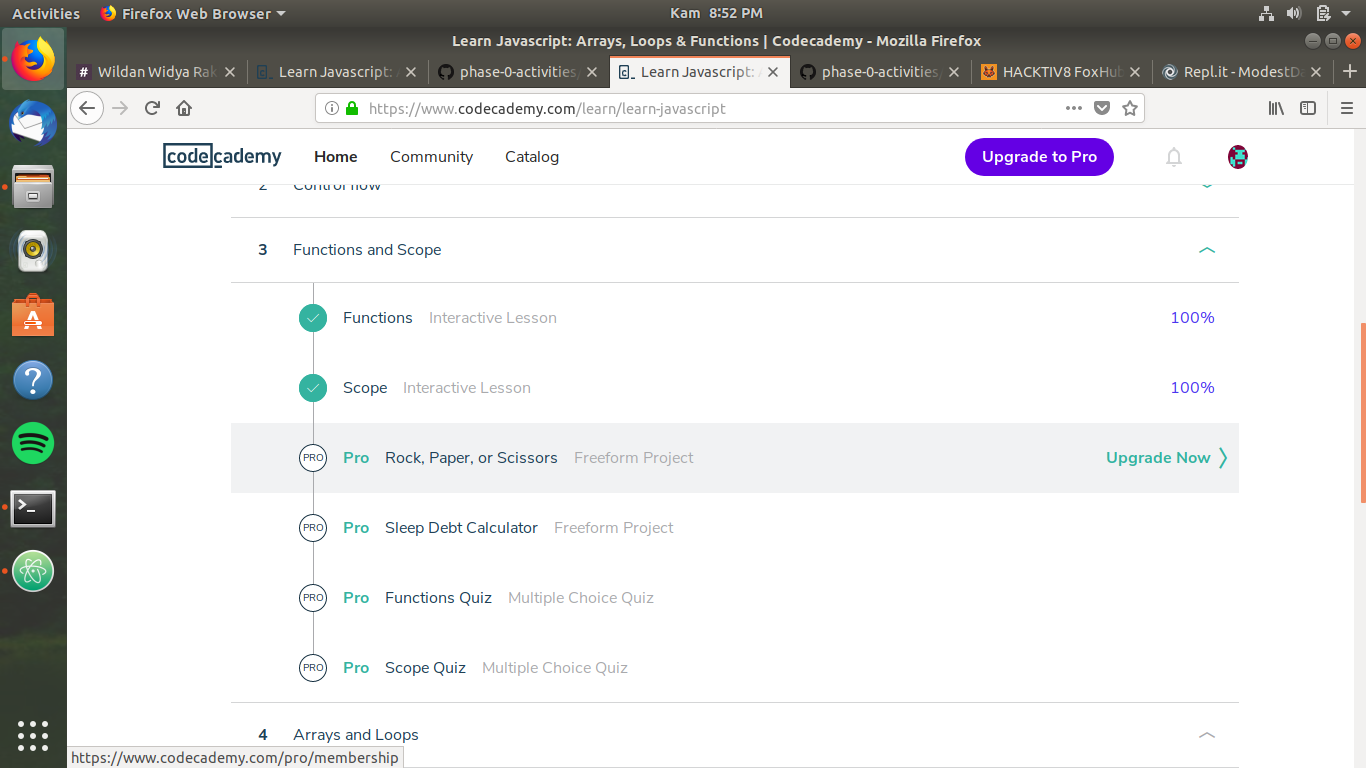 Activities Firefox Web Browser Kam 8:52 PM
Learn Javascript: Arrays, Loops & Functions | Codecademy - Mozilla Firefox
# Wildan Widya Rak Learn Javascript: A phase-0-activities/ Learn Javascript: A phase-0-activities/ HACKTIV8 FoxHub Repl.it - ModestDa
https://www.codecademy.com/learn/learn-javascript
codecademy Home Community Catalog Upgrade to Pro
2 Control flow
3 Functions and Scope
Functions Interactive Lesson 100%
Scope Interactive Lesson 100%
PRO Pro Rock, Paper, or Scissors Freeform Project Upgrade Now
PRO Pro Sleep Debt Calculator Freeform Project
PRO Pro Functions Quiz Multiple Choice Quiz
PRO Pro Scope Quiz Multiple Choice Quiz
4 Arrays and Loops
https://www.codecademy.com/pro/membership